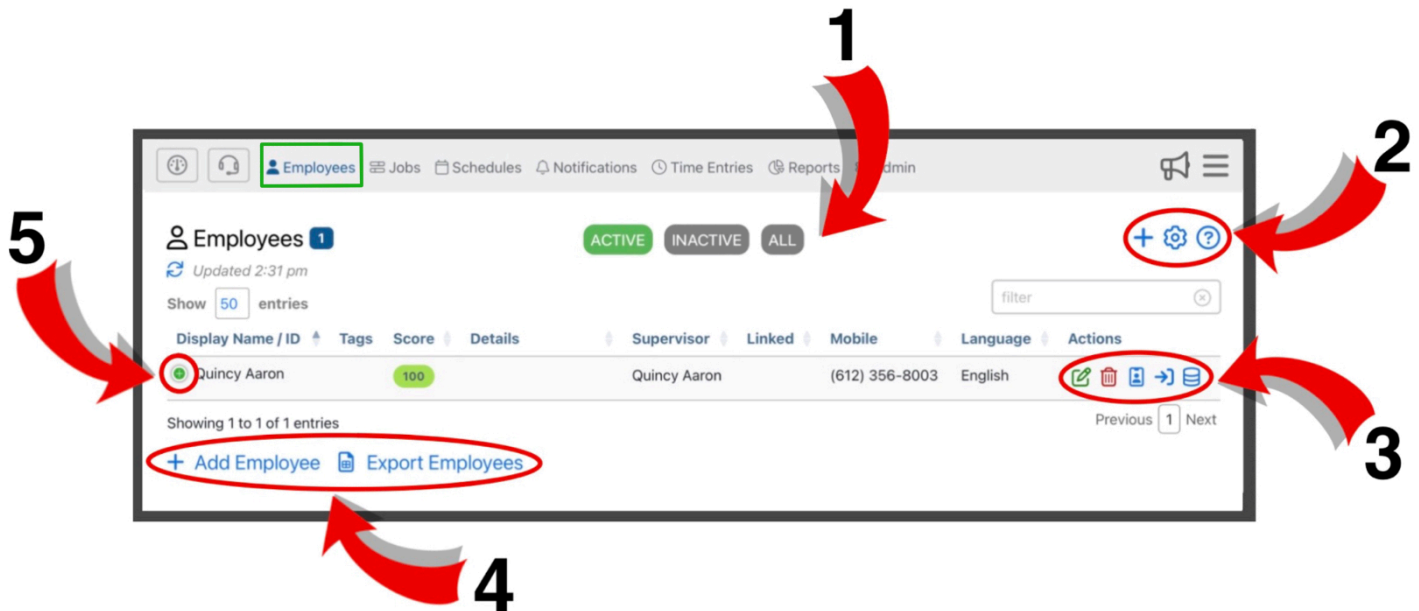 1
2
Employees Jobs Schedules Notifications Time Entries Reports dmin
5
Employees 1
ACTIVE INACTIVE ALL
Updated 2:31 pm
Show 50 entries
filter
Display Name / ID Tags Score Details Supervisor Linked Mobile Language Actions
Quincy Aaron 100 Quincy Aaron (612) 356-8003 English
Showing 1 to 1 of 1 entries
Previous 1 Next
3
+ Add Employee Export Employees
4